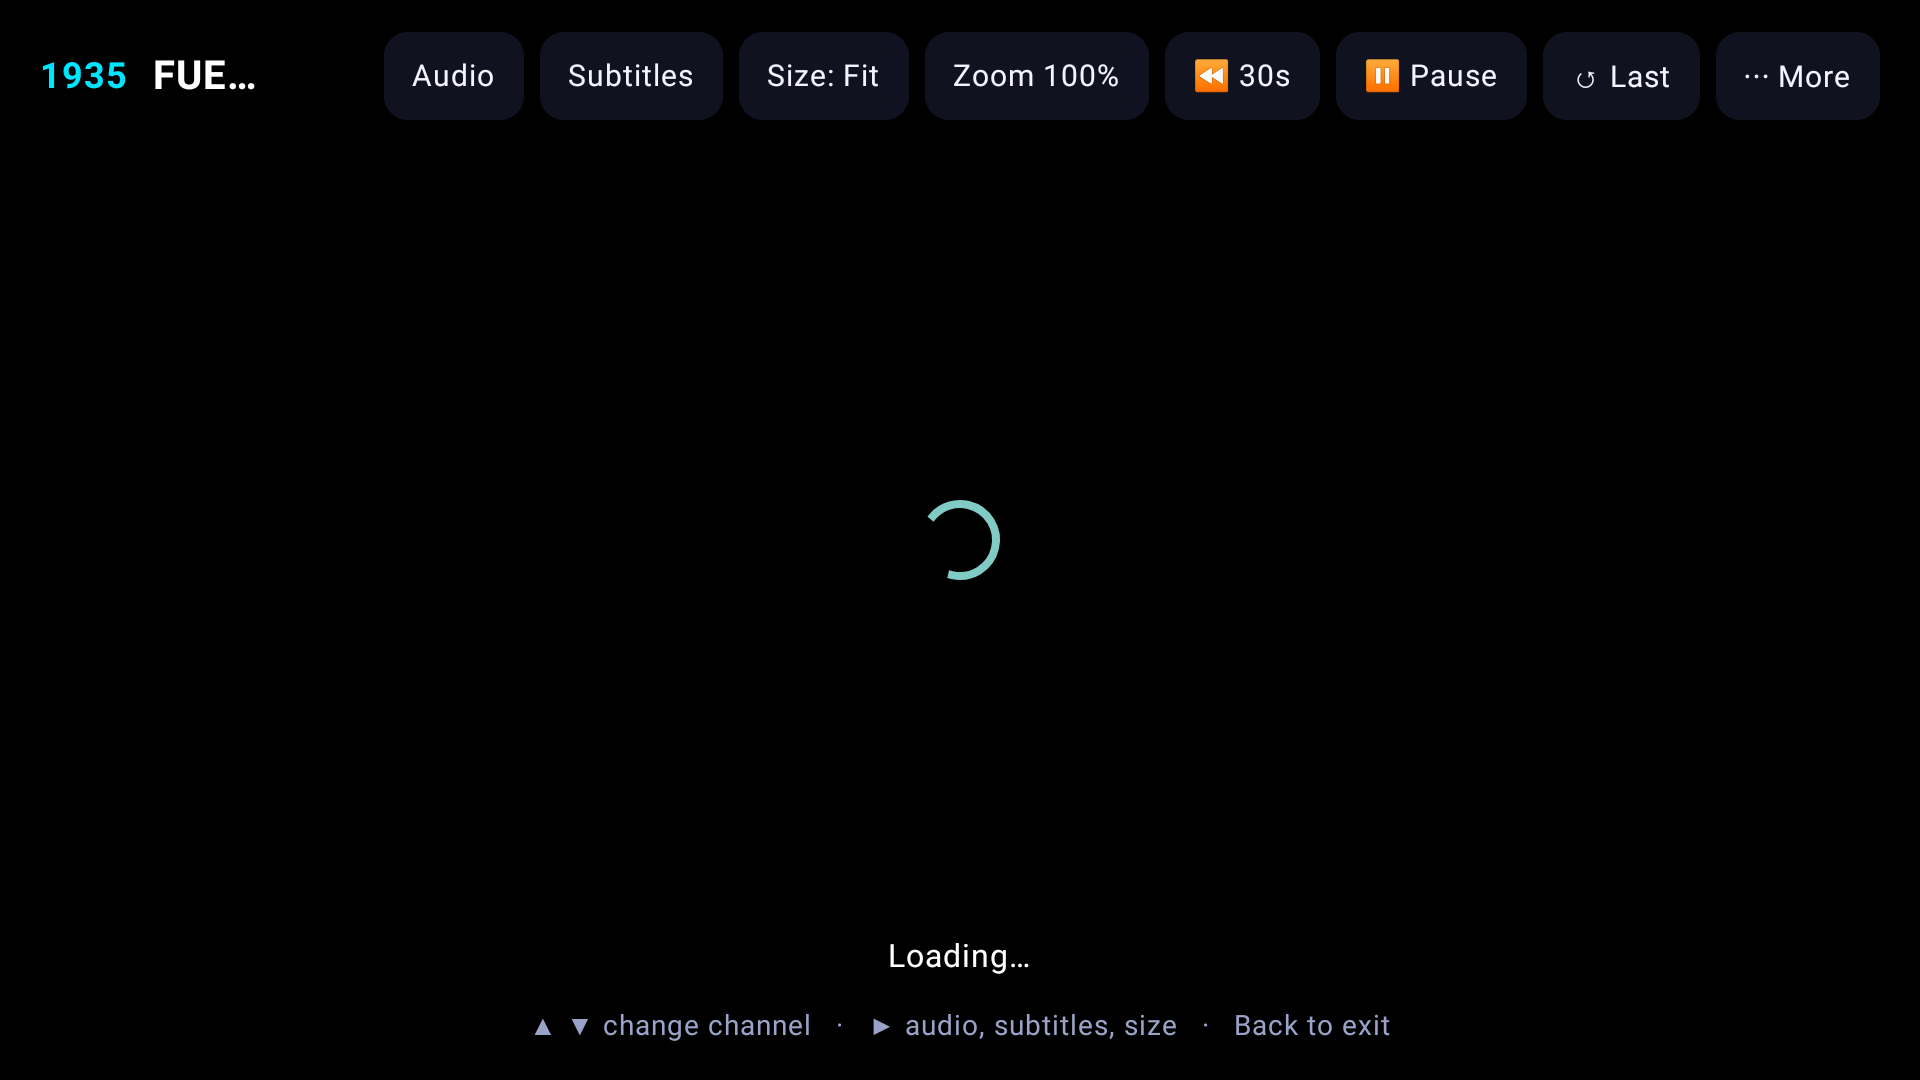 1935 FUE… Audio Subtitles Size: Fit Zoom 100% ⏪ 30s ⏸ Pause ↺ Last ⋯ More
Loading…
▲ ▼ change channel · ► audio, subtitles, size · Back to exit